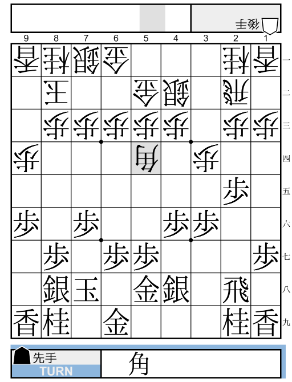 後手
9 8 7 6 5 4 3 2 1
香 桂 銀 金 桂 香 一
玉 金 銀 飛 二
歩 歩 歩 歩 歩 歩 歩 三
歩 角 歩 四
歩 五
歩 歩 歩 歩 六
歩 歩 歩 歩 七
銀 玉 金 銀 飛 八
香 桂 金 桂 香 九
先手 角
TURN